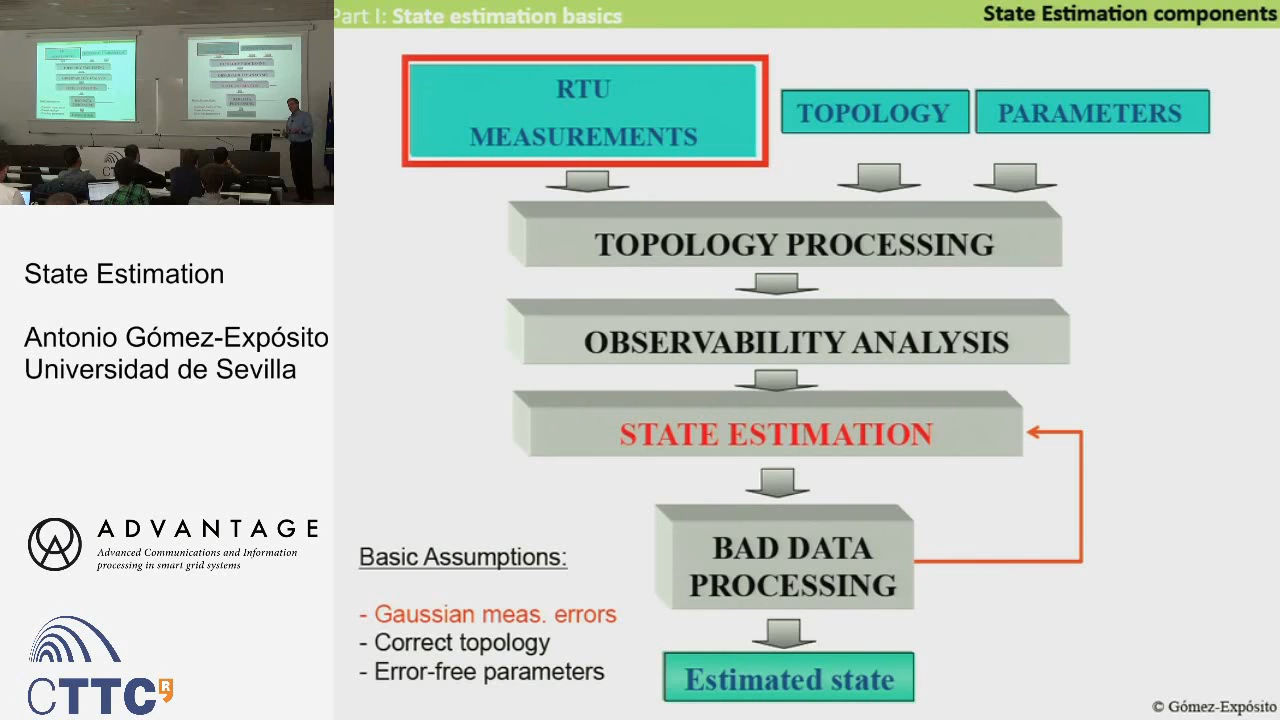 Part I: State estimation basics
State Estimation components
RTU
MEASUREMENTS
TOPOLOGY
PARAMETERS
TOPOLOGY PROCESSING
OBSERVABILITY ANALYSIS
STATE ESTIMATION
BAD DATA
PROCESSING
Estimated state
Basic Assumptions:
- Gaussian meas. errors
- Correct topology
- Error-free parameters
© Gómez-Expósito
CTTC
State Estimation
Antonio Gómez-Expósito
Universidad de Sevilla
ADVANTAGE
Advanced Communications and Information
processing in smart grid systems
CTTC R